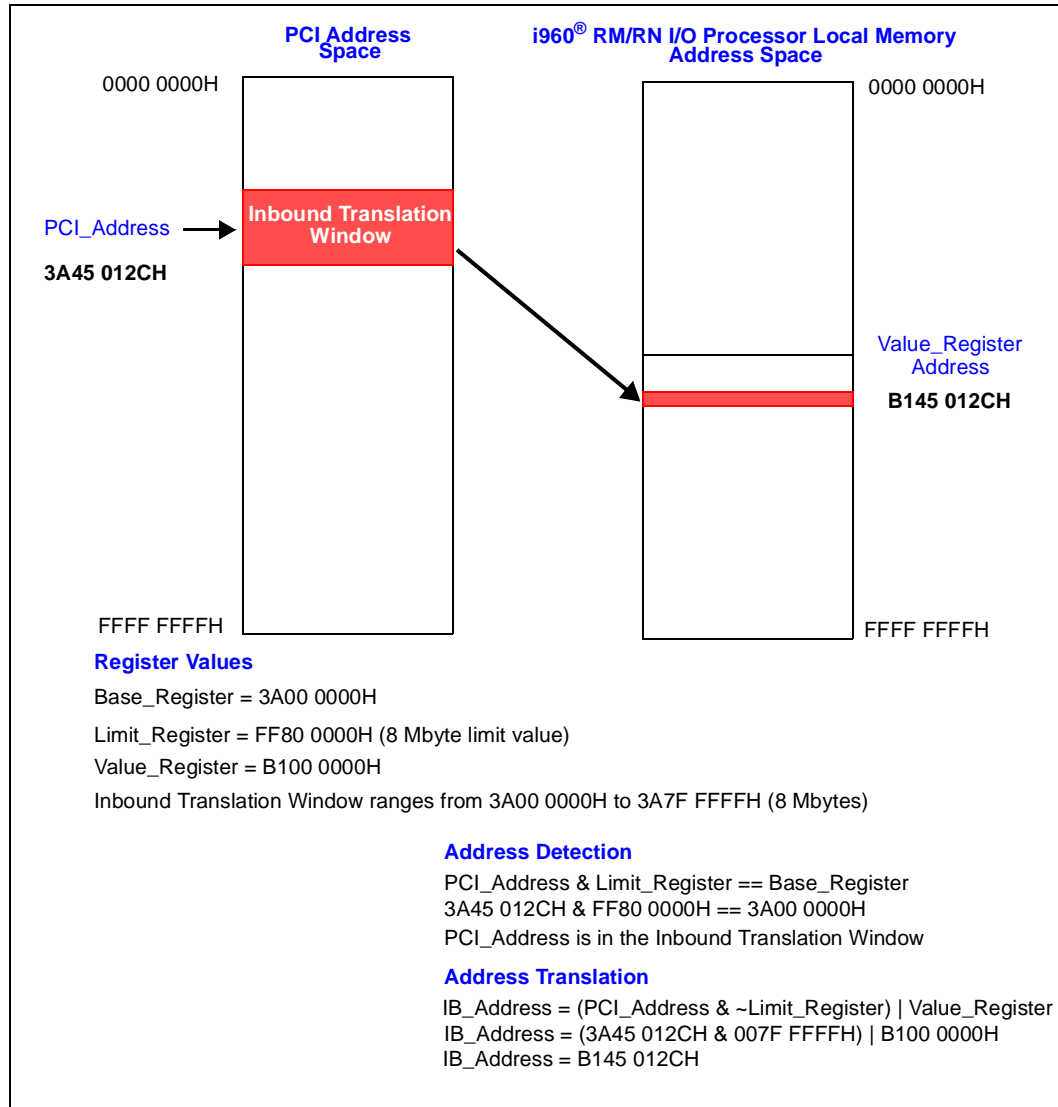 PCI Address
Space
i960® RM/RN I/O Processor Local Memory
Address Space
0000 0000H
0000 0000H
Inbound Translation
Window
PCI_Address
3A45 012CH
Value_Register
Address
B145 012CH
FFFF FFFFH
FFFF FFFFH
Register Values
Base_Register = 3A00 0000H
Limit_Register = FF80 0000H (8 Mbyte limit value)
Value_Register = B100 0000H
Inbound Translation Window ranges from 3A00 0000H to 3A7F FFFFH (8 Mbytes)
Address Detection
PCI_Address & Limit_Register == Base_Register
3A45 012CH & FF80 0000H == 3A00 0000H
PCI_Address is in the Inbound Translation Window
Address Translation
IB_Address = (PCI_Address & ~Limit_Register) | Value_Register
IB_Address = (3A45 012CH & 007F FFFFH) | B100 0000H
IB_Address = B145 012CH